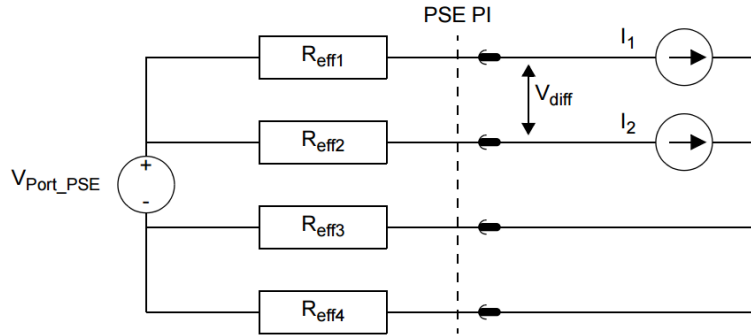 PSE PI
Reff1
I1
Vdiff
Reff2
I2
+
VPort_PSE
-
Reff3
Reff4